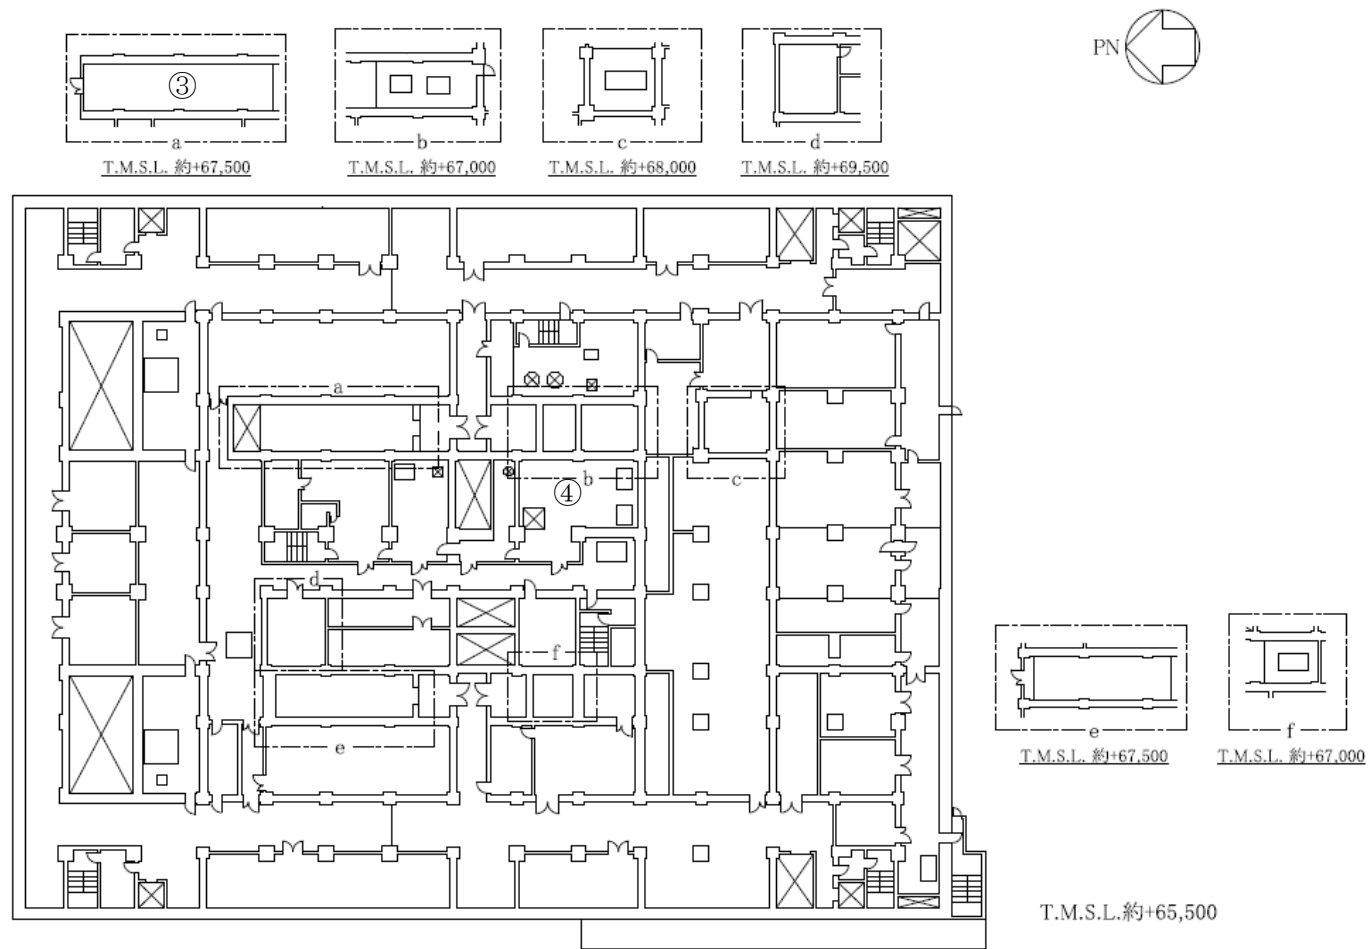 PN
③
a
T.M.S.L. 約+67,500
b
T.M.S.L. 約+67,000
c
T.M.S.L. 約+68,000
d
T.M.S.L. 約+69,500
a
b
c
④
d
f
e
e
T.M.S.L. 約+67,500
f
T.M.S.L. 約+67,000
T.M.S.L.約+65,500